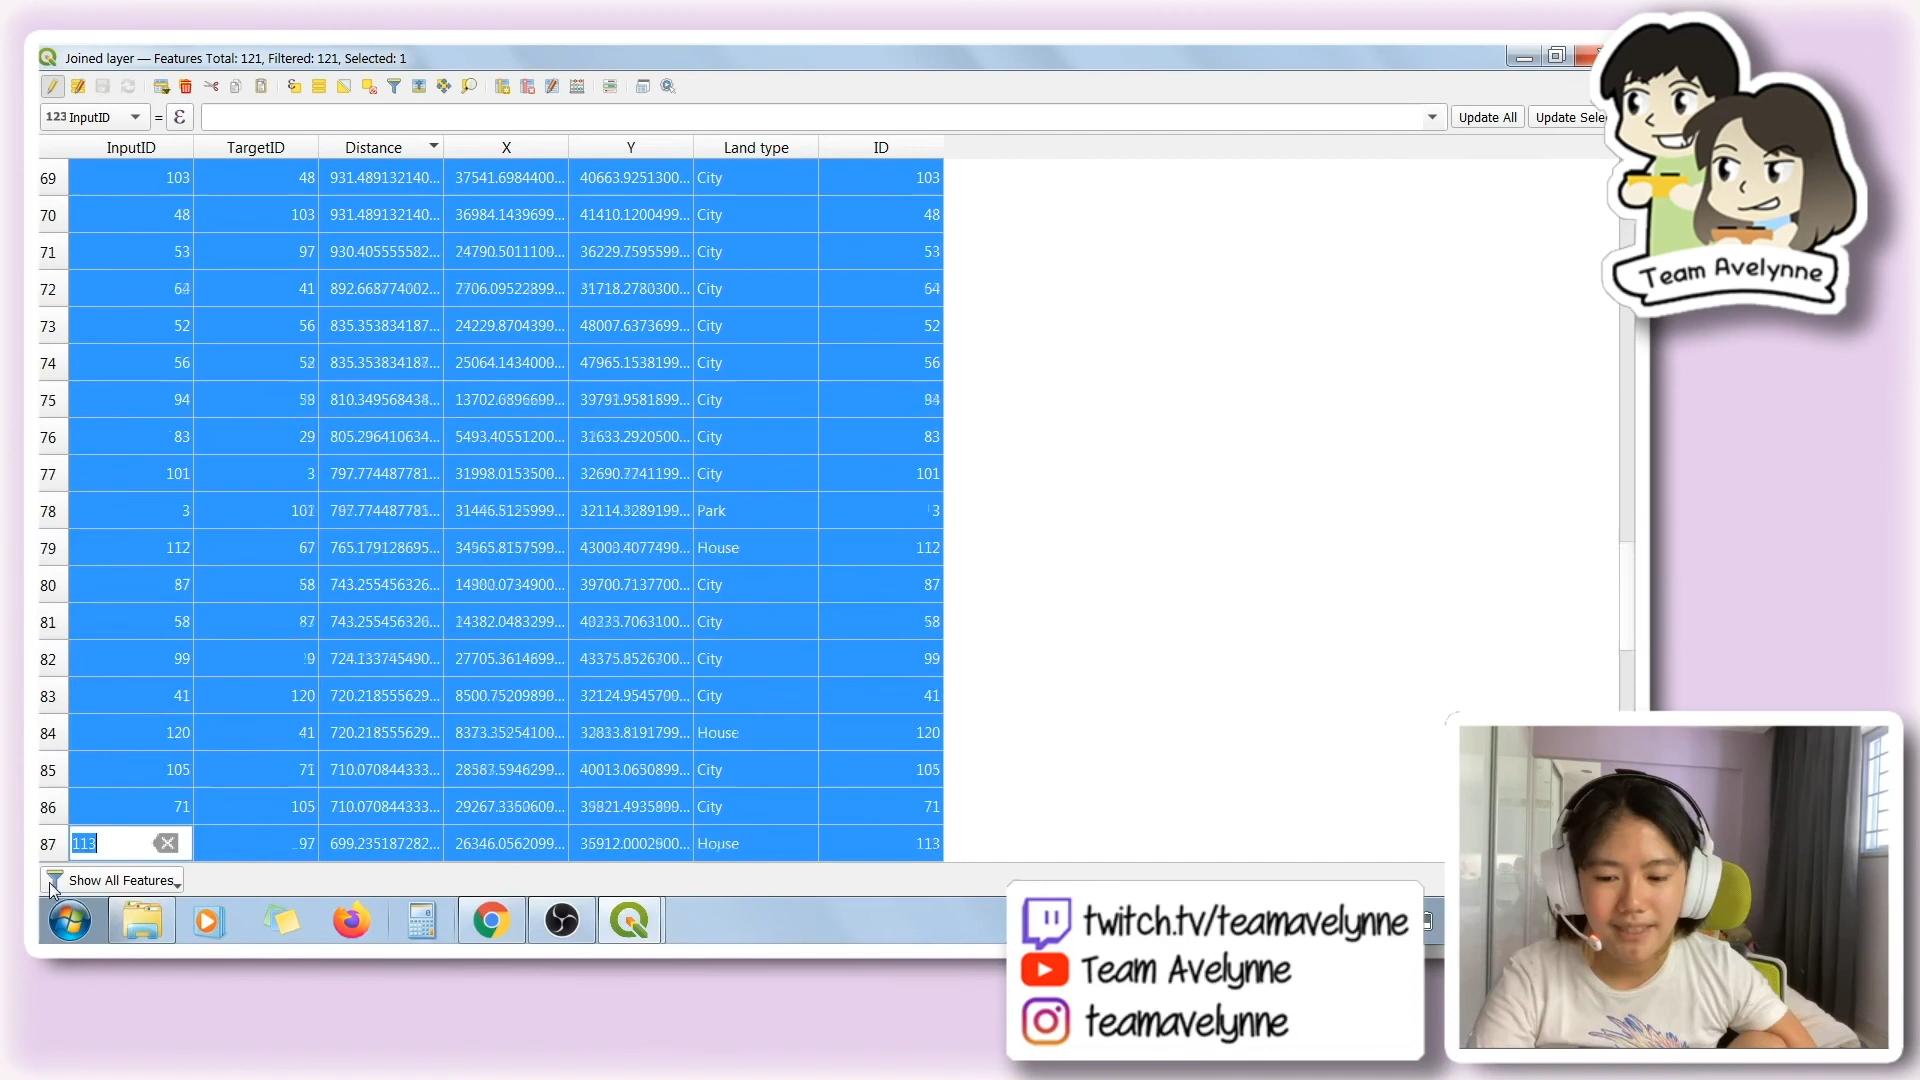 Joined layer — Features Total: 121, Filtered: 121, Selected: 1
123 InputID = ε Update All Update Sele
InputID TargetID Distance X Y Land type ID
69 103 48 931.489132140... 37541.6984400... 40663.9251300... City 103
70 48 103 931.489132140... 36984.1439699... 41410.1200499... City 48
71 53 97 930.405555582... 24790.5011100... 36229.7595599... City 53
72 64 41 892.668774002... 7706.09522899... 31718.2780300... City 64
73 52 56 835.353834187... 24229.8704399... 48007.6373699... City 52
74 56 52 835.353834187... 25064.1434000... 47965.1538199... City 56
75 94 58 810.349568438... 13702.6896699... 39791.9581899... City 94
76 83 29 805.296410634... 5493.40551200... 31633.2920500... City 83
77 101 3 797.774487781... 31998.0153500... 32690.7741199... City 101
78 3 101 797.774487781... 31446.5125999... 32114.3289199... Park 3
79 112 67 765.179128695... 34565.8157599... 43009.4077499... House 112
80 87 58 743.255456326... 14900.0734900... 39700.7137700... City 87
81 58 87 743.255456326... 14382.0483299... 40233.7063100... City 58
82 99 9 724.133745490... 27705.3614699... 43375.8526300... City 99
83 41 120 720.218555629... 8500.75209899... 32124.9545700... City 41
84 120 41 720.218555629... 8373.35254100... 32833.8191799... House 120
85 105 71 710.070844333... 28583.5946299... 40013.0650899... City 105
86 71 105 710.070844333... 29267.3350600... 39821.4935899... City 71
87 113 97 699.235187282... 26346.0562099... 35912.0002900... House 113
Show All Features
Team Avelynne
twitch.tv/teamavelynne
Team Avelynne
teamavelynne